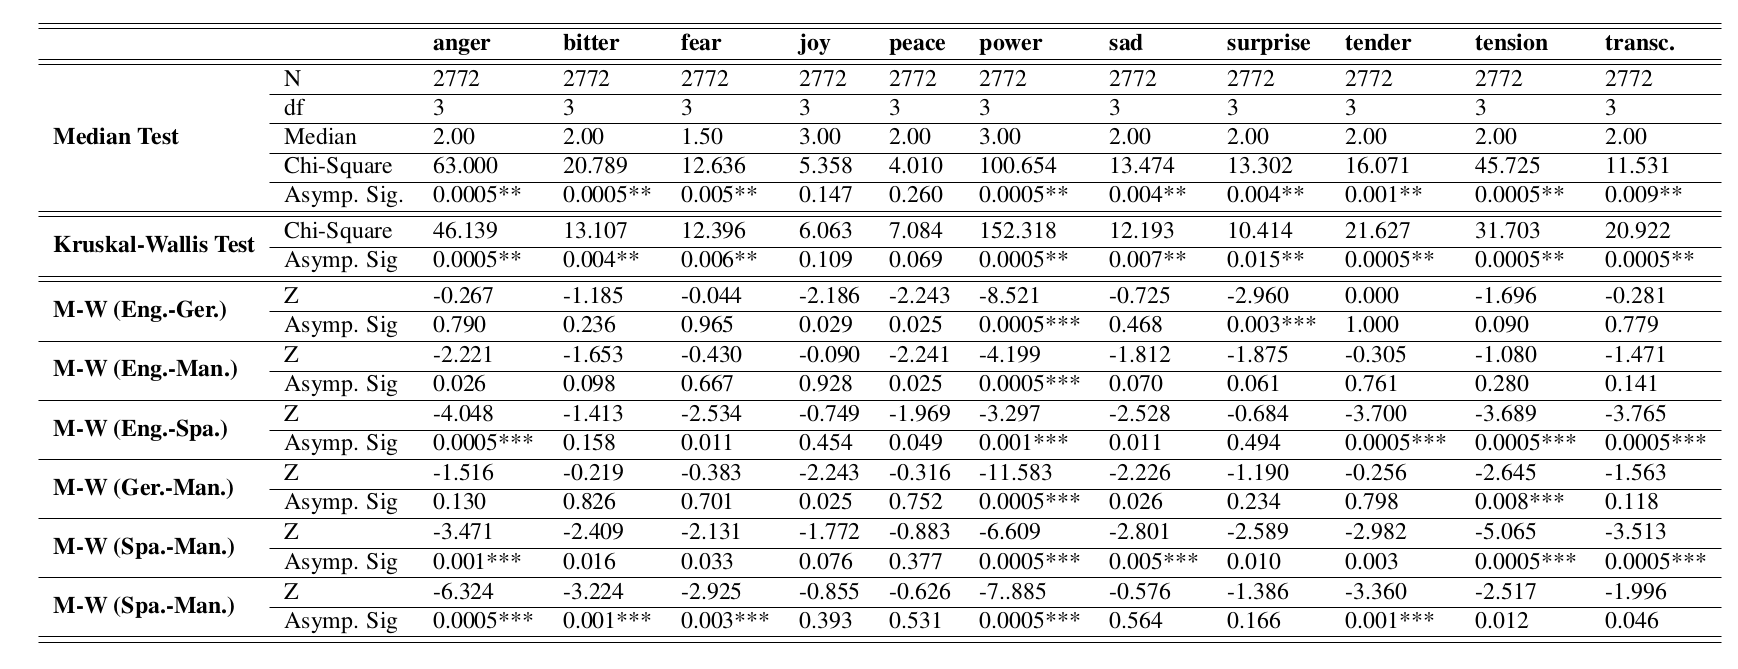 anger bitter fear joy peace power sad surprise tender tension transc.
N 2772 2772 2772 2772 2772 2772 2772 2772 2772 2772 2772
df 3 3 3 3 3 3 3 3 3 3 3
Median Test Median 2.00 2.00 1.50 3.00 2.00 3.00 2.00 2.00 2.00 2.00 2.00
Chi-Square 63.000 20.789 12.636 5.358 4.010 100.654 13.474 13.302 16.071 45.725 11.531
Asymp. Sig. 0.0005** 0.0005** 0.005** 0.147 0.260 0.0005** 0.004** 0.004** 0.001** 0.0005** 0.009**
Kruskal-Wallis Test
Chi-Square 46.139 13.107 12.396 6.063 7.084 152.318 12.193 10.414 21.627 31.703 20.922
Asymp. Sig 0.0005** 0.004** 0.006** 0.109 0.069 0.0005** 0.007** 0.015** 0.0005** 0.0005** 0.0005**
M-W (Eng.-Ger.)
Z -0.267 -1.185 -0.044 -2.186 -2.243 -8.521 -0.725 -2.960 0.000 -1.696 -0.281
Asymp. Sig 0.790 0.236 0.965 0.029 0.025 0.0005*** 0.468 0.003*** 1.000 0.090 0.779
M-W (Eng.-Man.)
Z -2.221 -1.653 -0.430 -0.090 -2.241 -4.199 -1.812 -1.875 -0.305 -1.080 -1.471
Asymp. Sig 0.026 0.098 0.667 0.928 0.025 0.0005*** 0.070 0.061 0.761 0.280 0.141
M-W (Eng.-Spa.)
Z -4.048 -1.413 -2.534 -0.749 -1.969 -3.297 -2.528 -0.684 -3.700 -3.689 -3.765
Asymp. Sig 0.0005*** 0.158 0.011 0.454 0.049 0.001*** 0.011 0.494 0.0005*** 0.0005*** 0.0005***
M-W (Ger.-Man.)
Z -1.516 -0.219 -0.383 -2.243 -0.316 -11.583 -2.226 -1.190 -0.256 -2.645 -1.563
Asymp. Sig 0.130 0.826 0.701 0.025 0.752 0.0005*** 0.026 0.234 0.798 0.008*** 0.118
M-W (Spa.-Man.)
Z -3.471 -2.409 -2.131 -1.772 -0.883 -6.609 -2.801 -2.589 -2.982 -5.065 -3.513
Asymp. Sig 0.001*** 0.016 0.033 0.076 0.377 0.0005*** 0.005*** 0.010 0.003 0.0005*** 0.0005***
M-W (Spa.-Man.)
Z -6.324 -3.224 -2.925 -0.855 -0.626 -7..885 -0.576 -1.386 -3.360 -2.517 -1.996
Asymp. Sig 0.0005*** 0.001*** 0.003*** 0.393 0.531 0.0005*** 0.564 0.166 0.001*** 0.012 0.046